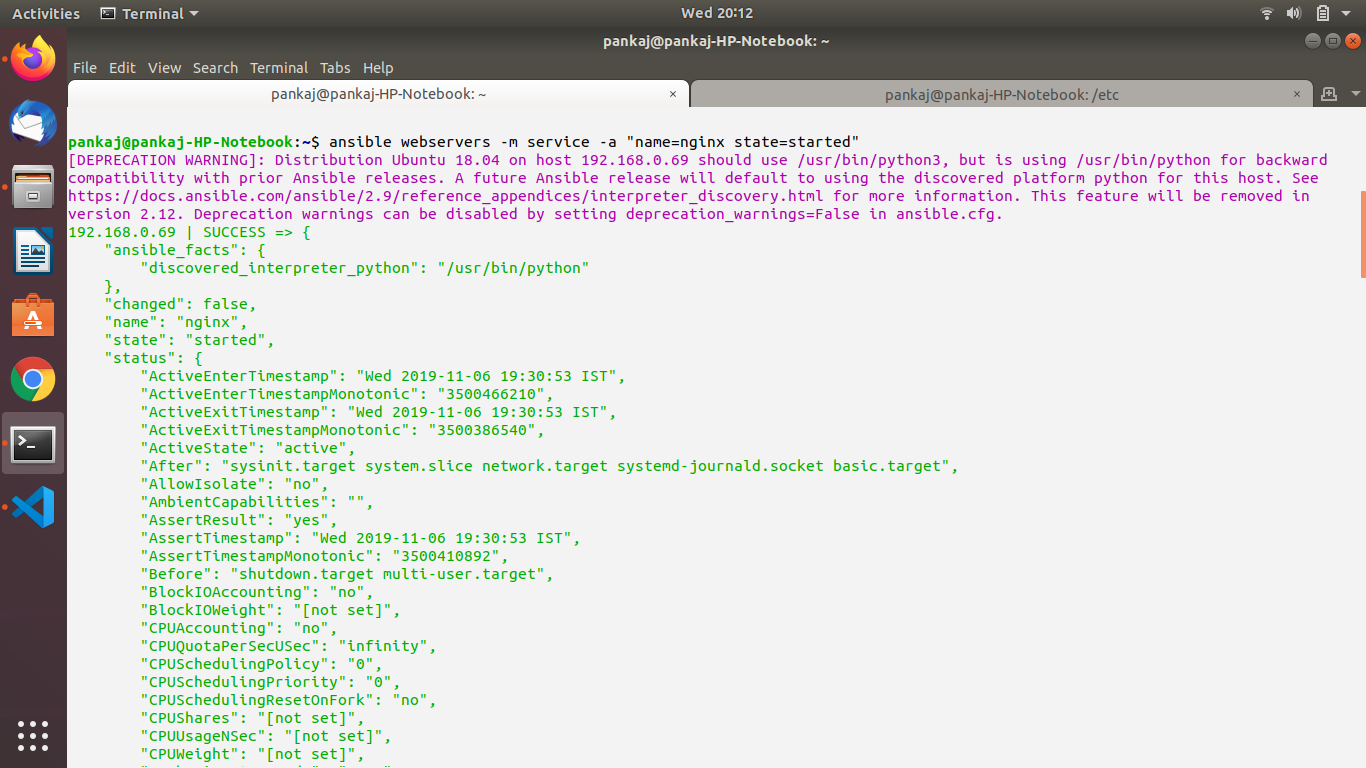 Activities Terminal Wed 20:12
pankaj@pankaj-HP-Notebook: ~
File Edit View Search Terminal Tabs Help
pankaj@pankaj-HP-Notebook: ~ × pankaj@pankaj-HP-Notebook: /etc ×
pankaj@pankaj-HP-Notebook:~$ ansible webservers -m service -a "name=nginx state=started"
[DEPRECATION WARNING]: Distribution Ubuntu 18.04 on host 192.168.0.69 should use /usr/bin/python3, but is using /usr/bin/python for backward
compatibility with prior Ansible releases. A future Ansible release will default to using the discovered platform python for this host. See
https://docs.ansible.com/ansible/2.9/reference_appendices/interpreter_discovery.html for more information. This feature will be removed in
version 2.12. Deprecation warnings can be disabled by setting deprecation_warnings=False in ansible.cfg.
192.168.0.69 | SUCCESS => {
    "ansible_facts": {
        "discovered_interpreter_python": "/usr/bin/python"
    },
    "changed": false,
    "name": "nginx",
    "state": "started",
    "status": {
        "ActiveEnterTimestamp": "Wed 2019-11-06 19:30:53 IST",
        "ActiveEnterTimestampMonotonic": "3500466210",
        "ActiveExitTimestamp": "Wed 2019-11-06 19:30:53 IST",
        "ActiveExitTimestampMonotonic": "3500386540",
        "ActiveState": "active",
        "After": "sysinit.target system.slice network.target systemd-journald.socket basic.target",
        "AllowIsolate": "no",
        "AmbientCapabilities": "",
        "AssertResult": "yes",
        "AssertTimestamp": "Wed 2019-11-06 19:30:53 IST",
        "AssertTimestampMonotonic": "3500410892",
        "Before": "shutdown.target multi-user.target",
        "BlockIOAccounting": "no",
        "BlockIOWeight": "[not set]",
        "CPUAccounting": "no",
        "CPUQuotaPerSecUSec": "infinity",
        "CPUSchedulingPolicy": "0",
        "CPUSchedulingPriority": "0",
        "CPUSchedulingResetOnFork": "no",
        "CPUShares": "[not set]",
        "CPUUsageNSec": "[not set]",
        "CPUWeight": "[not set]",